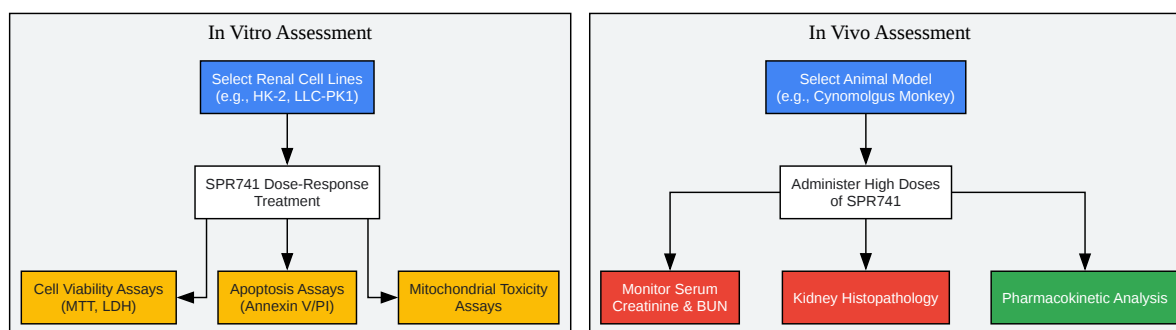 In Vitro Assessment
Select Renal Cell Lines
(e.g., HK-2, LLC-PK1)
SPR741 Dose-Response
Treatment
Cell Viability Assays
(MTT, LDH)
Apoptosis Assays
(Annexin V/PI)
Mitochondrial Toxicity
Assays
In Vivo Assessment
Select Animal Model
(e.g., Cynomolgus Monkey)
Administer High Doses
of SPR741
Monitor Serum
Creatinine & BUN
Kidney Histopathology
Pharmacokinetic Analysis